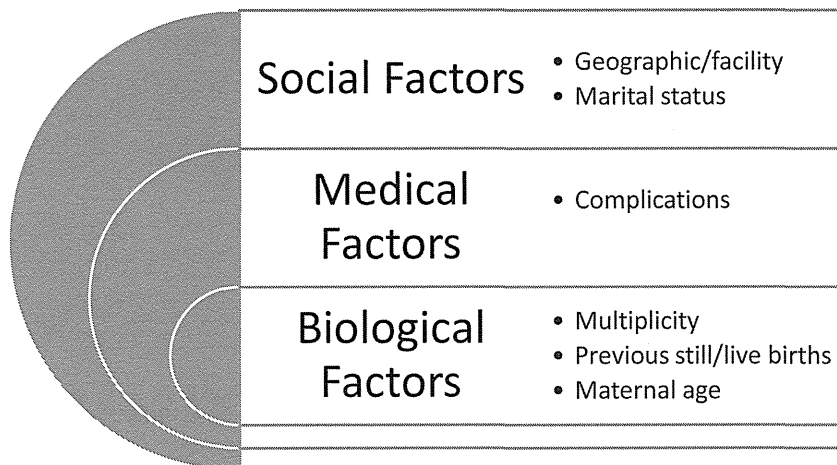 Social Factors
• Geographic/facility
• Marital status
Medical
Factors
• Complications
Biological
Factors
• Multiplicity
• Previous still/live births
• Maternal age